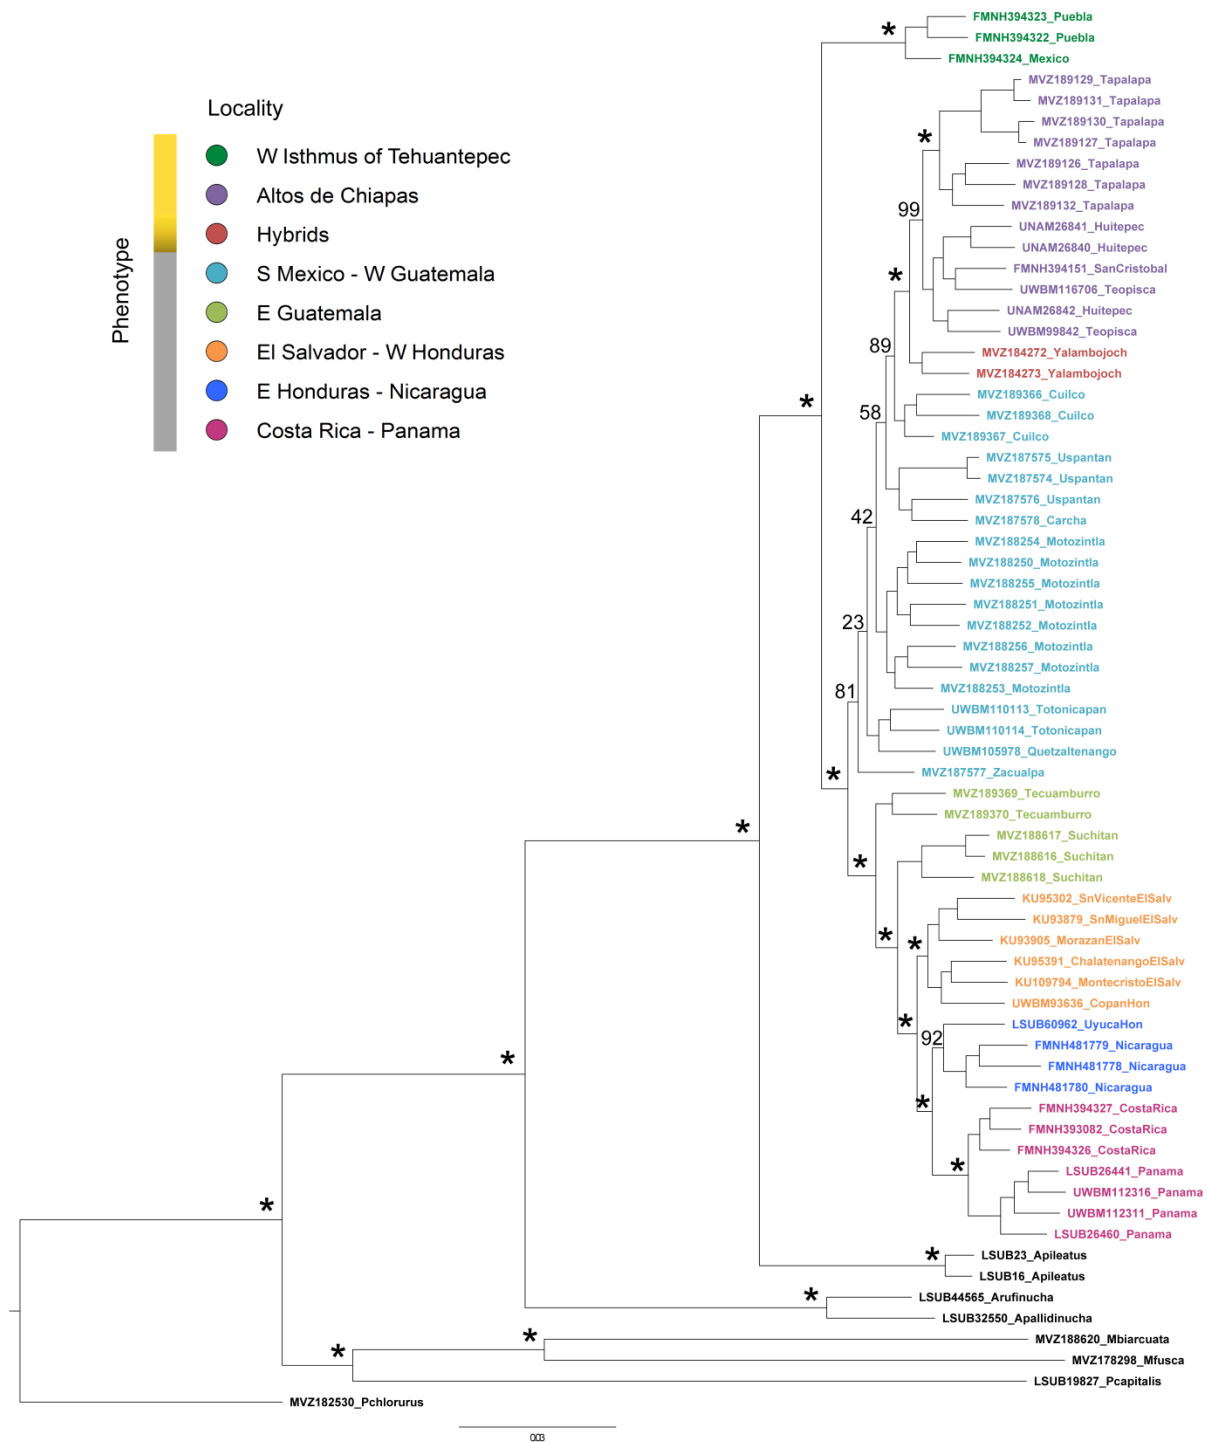 Locality
Phenotype
W Isthmus of Tehuantepec
Altos de Chiapas
Hybrids
S Mexico - W Guatemala
E Guatemala
El Salvador - W Honduras
E Honduras - Nicaragua
Costa Rica - Panama
FMNH394323_Puebla
*
FMNH394322_Puebla
FMNH394324_Mexico
MVZ189129_Tapalapa
MVZ189131_Tapalapa
MVZ189130_Tapalapa
*
MVZ189127_Tapalapa
MVZ189126_Tapalapa
MVZ189128_Tapalapa
MVZ189132_Tapalapa
99
UNAM26841_Huitepec
UNAM26840_Huitepec
FMNH394151_SanCristobal
*
UWBM116706_Teopisca
UNAM26842_Huitepec
UWBM99842_Teopisca
89
MVZ184272_Yalambojoch
MVZ184273_Yalambojoch
MVZ189366_Cuilco
*
58
MVZ189368_Cuilco
MVZ189367_Cuilco
MVZ187575_Uspantan
MVZ187574_Uspantan
MVZ187576_Uspantan
42
MVZ187578_Carcha
MVZ188254_Motozintla
MVZ188250_Motozintla
MVZ188255_Motozintla
MVZ188251_Motozintla
23
MVZ188252_Motozintla
MVZ188256_Motozintla
MVZ188257_Motozintla
81
MVZ188253_Motozintla
UWBM110113_Totonicapan
UWBM110114_Totonicapan
UWBM105978_Quetzaltenango
*
MVZ187577_Zacualpa
MVZ189369_Tecuamburro
MVZ189370_Tecuamburro
*
MVZ188617_Suchitan
*
MVZ188616_Suchitan
MVZ188618_Suchitan
KU95302_SnVicenteElSalv
KU93879_SnMiguelElSalv
*
*
KU93905_MorazanElSalv
KU95391_ChalatenangoElSalv
KU109794_MontecristoElSalv
UWBM93636_CopanHon
*
LSUB60962_UyucaHon
92
FMNH481779_Nicaragua
*
FMNH481778_Nicaragua
FMNH481780_Nicaragua
*
FMNH394327_CostaRica
FMNH393082_CostaRica
FMNH394326_CostaRica
*
LSUB26441_Panama
UWBM112316_Panama
*
UWBM112311_Panama
LSUB26460_Panama
*
LSUB23_Apileatus
LSUB16_Apileatus
*
LSUB44565_Arufinucha
LSUB32550_Apallidinucha
*
MVZ188620_Mbiarcuata
*
MVZ178298_Mfusca
LSUB19827_Pcapitalis
MVZ182530_Pchlorurus
0.03